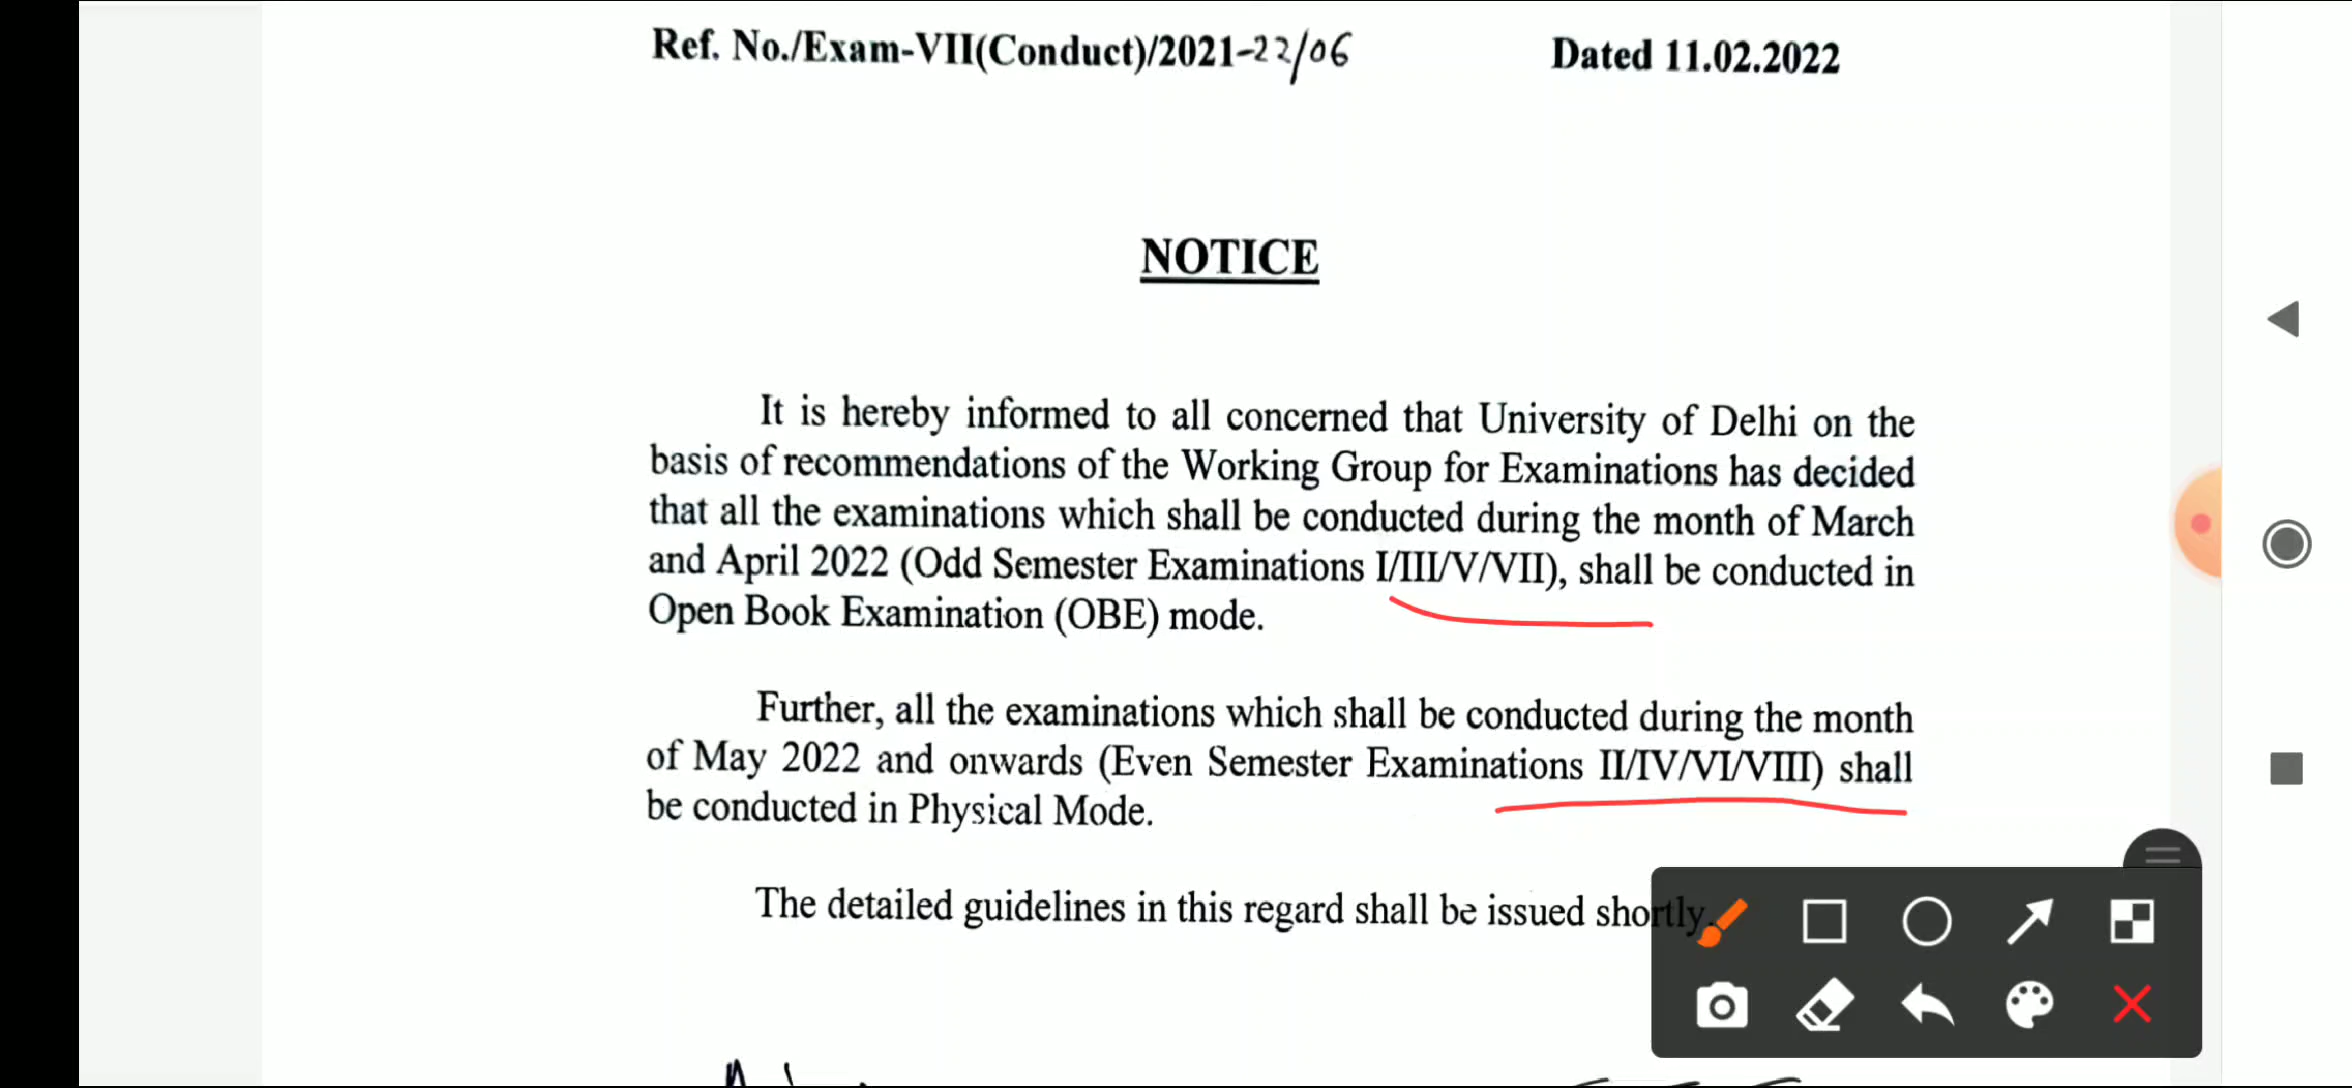 Ref. No./Exam-VII(Conduct)/2021-22/06 Dated 11.02.2022
NOTICE
It is hereby informed to all concerned that University of Delhi on the
basis of recommendations of the Working Group for Examinations has decided
that all the examinations which shall be conducted during the month of March
and April 2022 (Odd Semester Examinations I/III/V/VII), shall be conducted in
Open Book Examination (OBE) mode.
Further, all the examinations which shall be conducted during the month
of May 2022 and onwards (Even Semester Examinations II/IV/VI/VIII) shall
be conducted in Physical Mode.
The detailed guidelines in this regard shall be issued shortly.